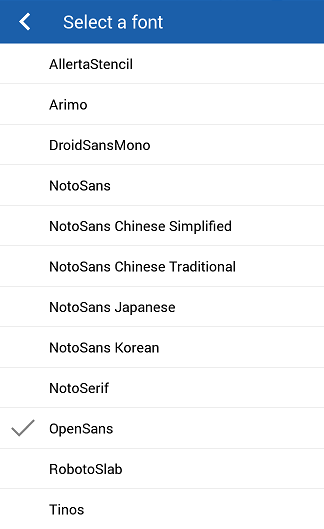 Select a font
AllertaStencil
Arimo
DroidSansMono
NotoSans
NotoSans Chinese Simplified
NotoSans Chinese Traditional
NotoSans Japanese
NotoSans Korean
NotoSerif
OpenSans
RobotoSlab
Tinos